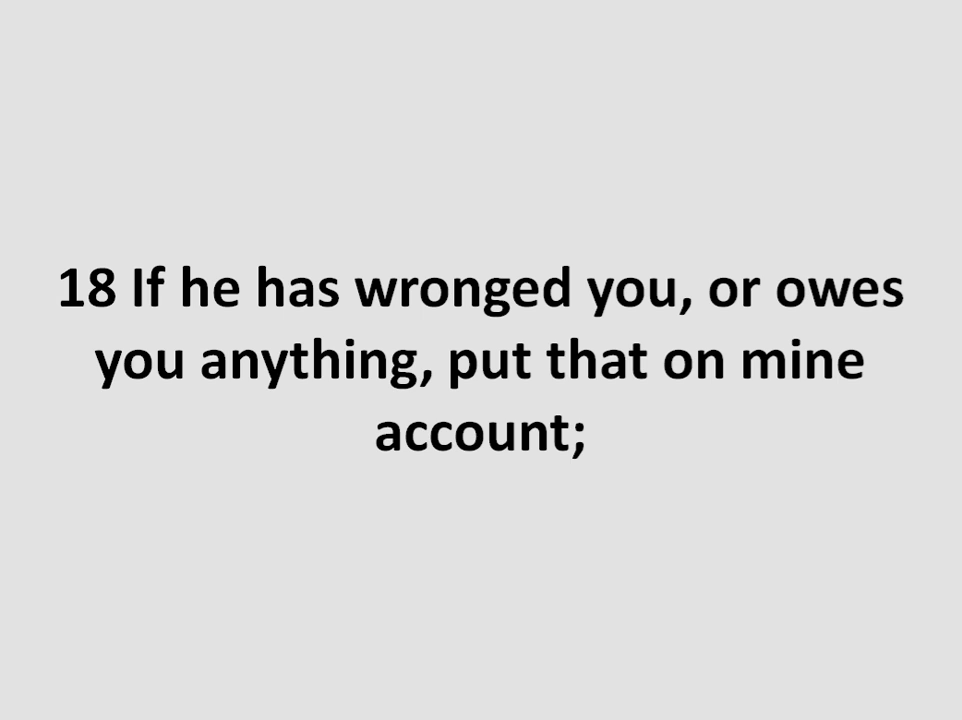 18 If he has wronged you, or owes
you anything, put that on mine
account;